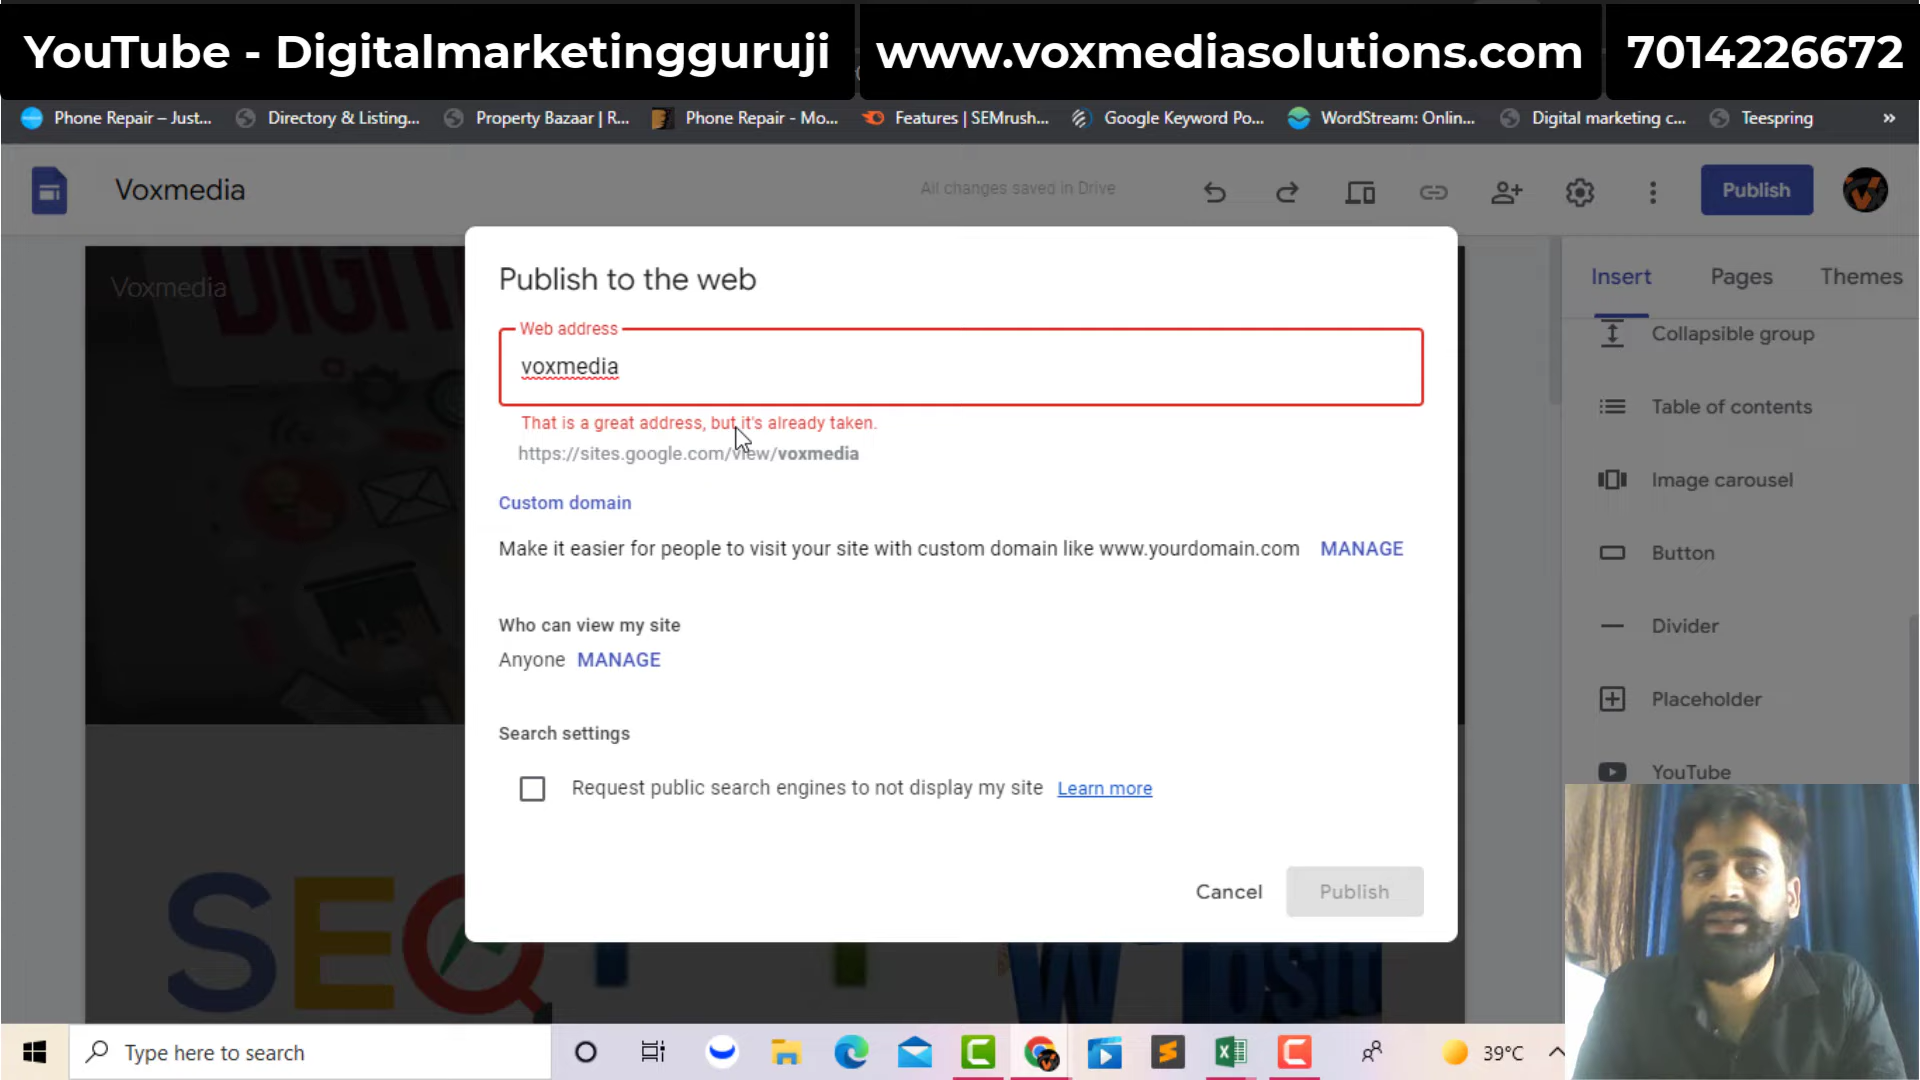 YouTube - Digitalmarketingguruji
www.voxmediasolutions.com
7014226672
Phone Repair – Just...
Directory & Listing...
Property Bazaar | R...
Phone Repair - Mo...
Features | SEMrush...
Google Keyword Po...
WordStream: Onlin...
Digital marketing c...
Teespring
»
Voxmedia
All changes saved in Drive
Publish
Voxmedia
Insert
Pages
Themes
Collapsible group
Table of contents
Image carousel
Button
Divider
Placeholder
YouTube
Publish to the web
Web address
voxmedia
That is a great address, but it's already taken.
https://sites.google.com/view/voxmedia
Custom domain
Make it easier for people to visit your site with custom domain like www.yourdomain.com MANAGE
Who can view my site
Anyone MANAGE
Search settings
Request public search engines to not display my site Learn more
Cancel
Publish
SEO
Type here to search
39°C